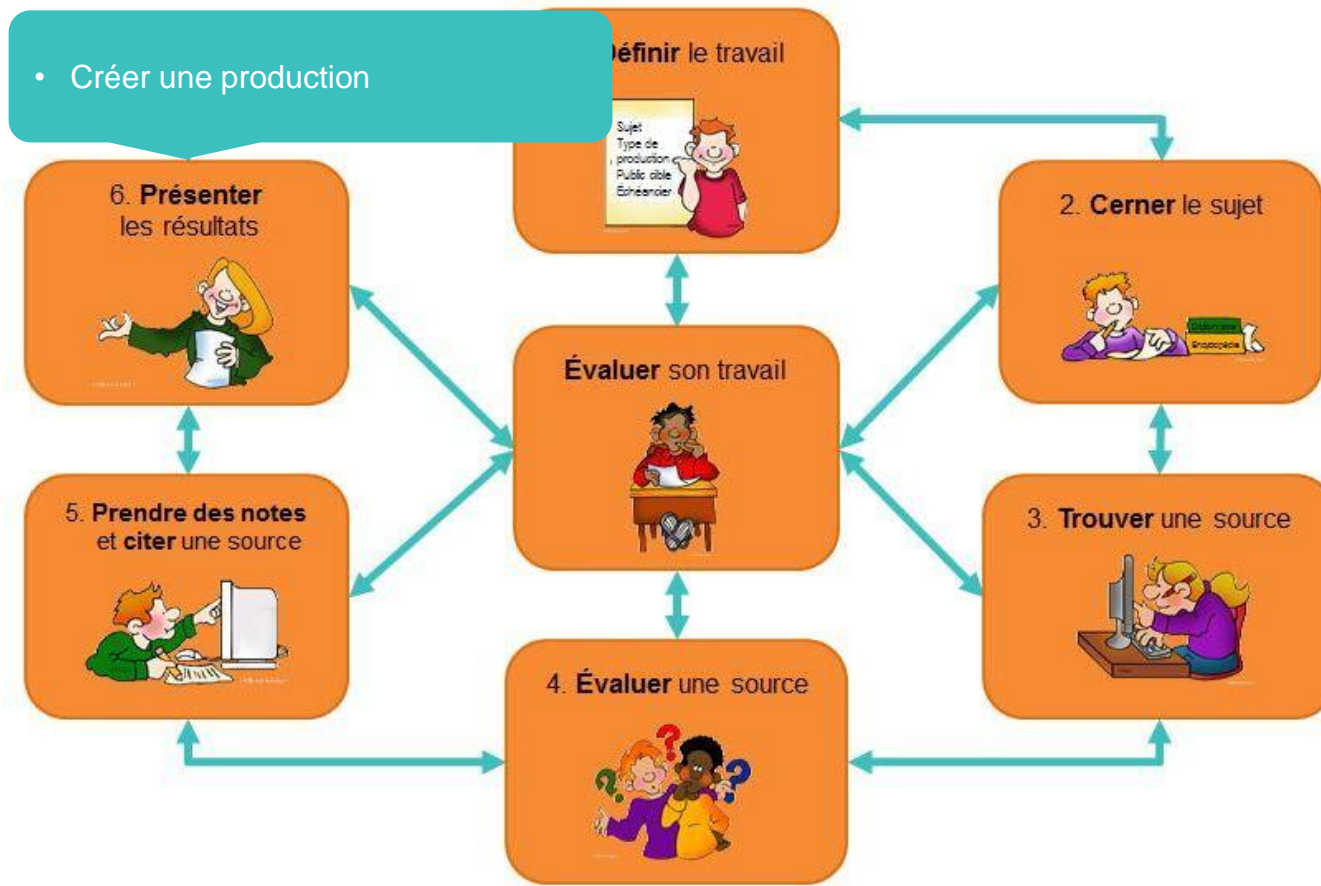 • Créer une production
Définir le travail
Sujet
Type de
production
Public cible
Échéancier
6. Présenter
les résultats
2. Cerner le sujet
Encyclopédie
Évaluer son travail
5. Prendre des notes
et citer une source
3. Trouver une source
4. Évaluer une source